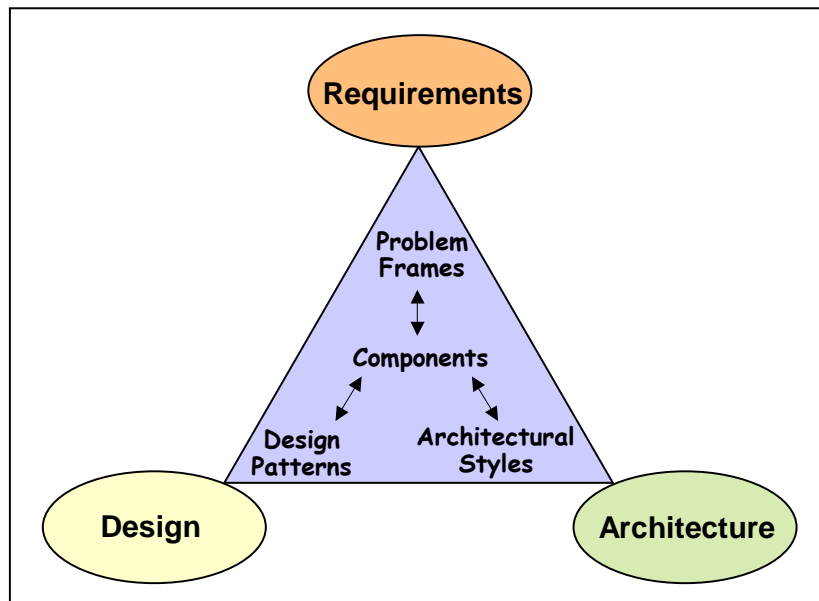 Requirements
Problem
Frames
Components
Design
Patterns
Architectural
Styles
Design
Architecture